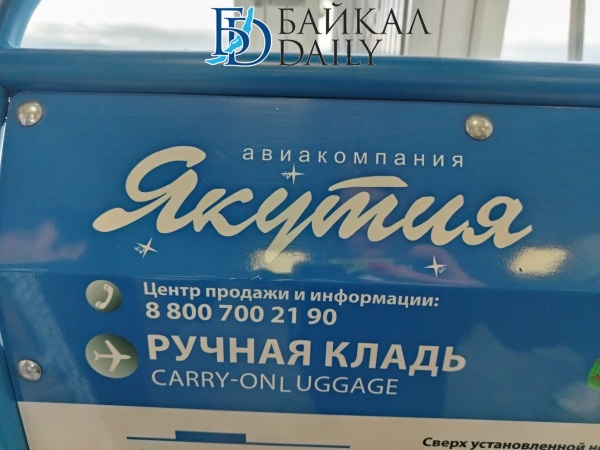 БАЙКАЛ
DAILY
авиакомпания
Якутия
Центр продажи и информации:
8 800 700 21 90
РУЧНАЯ КЛАДЬ
CARRY-ONLUGGAGE
Сверх установленной